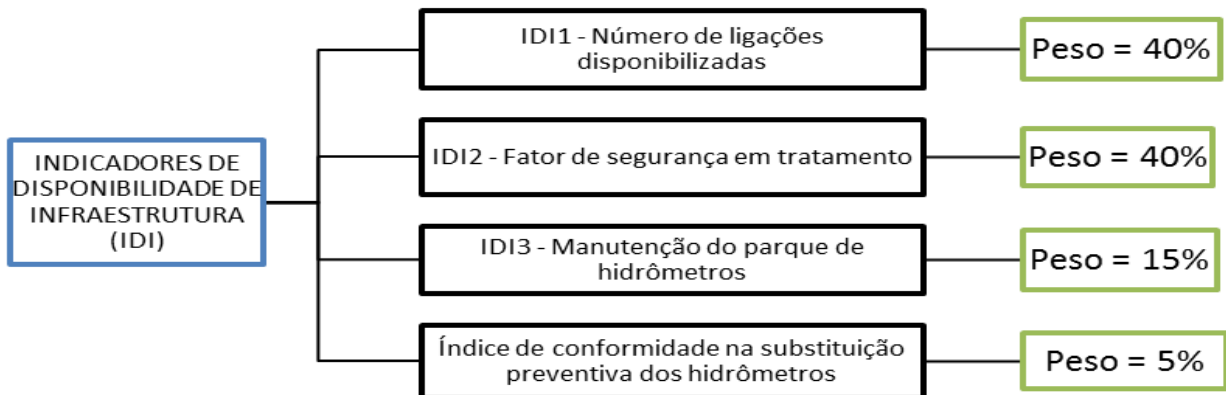 INDICADORES DE
DISPONIBILIDADE DE
INFRAESTRUTURA
(IDI)
IDI1 - Número de ligações
disponibilizadas
Peso = 40%
IDI2 - Fator de segurança em tratamento
Peso = 40%
IDI3 - Manutenção do parque de
hidrômetros
Peso = 15%
Índice de conformidade na substituição
preventiva dos hidrômetros
Peso = 5%